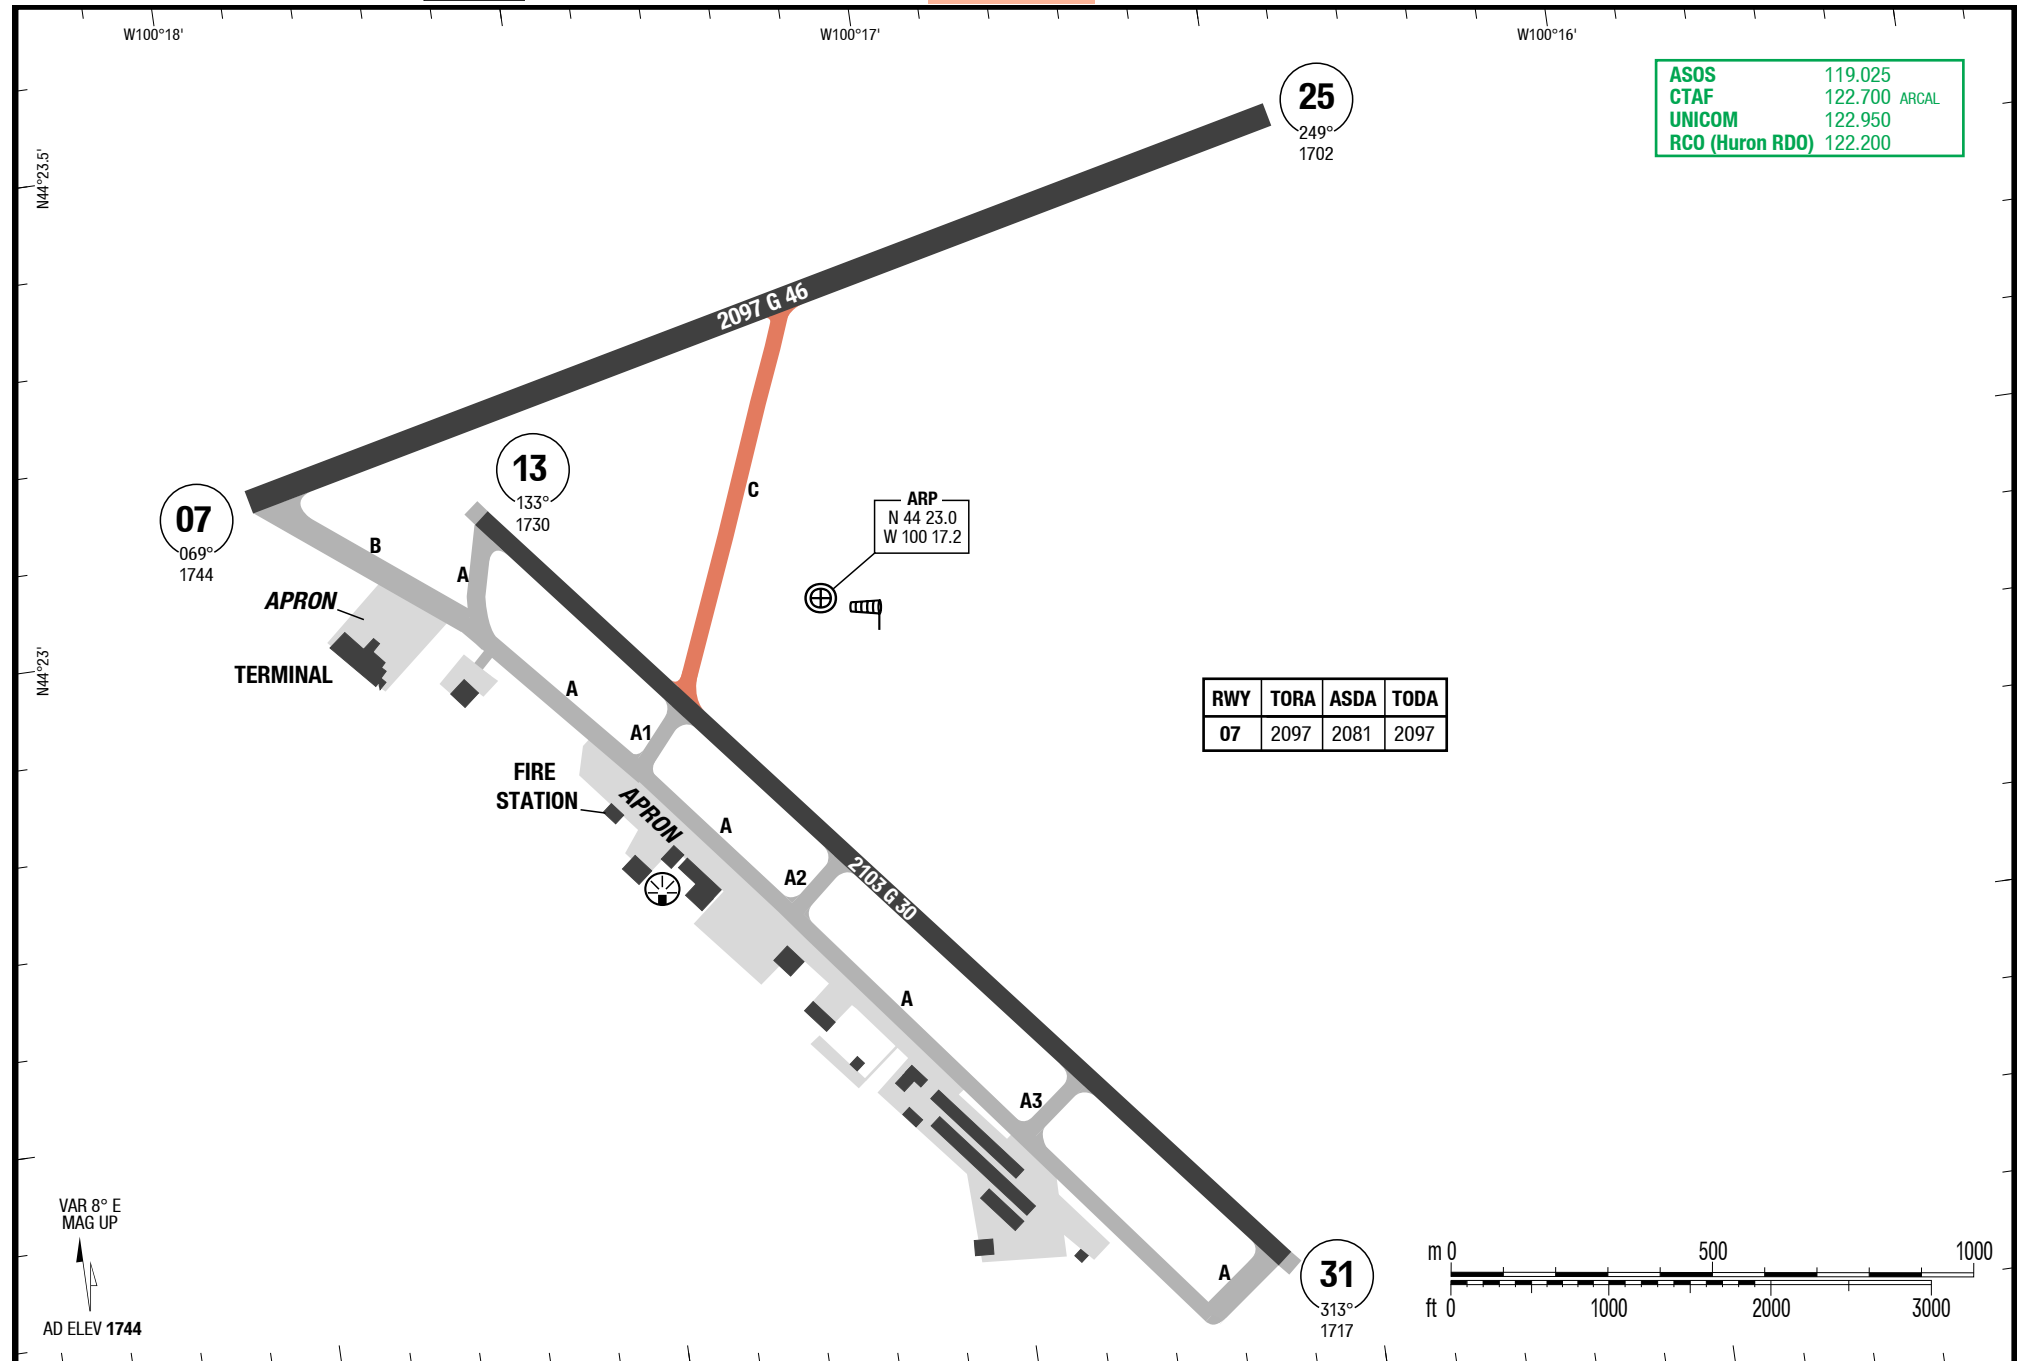 W100°18'
W100°17'
W100°16'
ASOS 119.025
CTAF 122.700 ARCAL
UNICOM 122.950
RCO (Huron RDO) 122.200
25
249°
1702
N44°23.5'
2097 G 46
13
133°
1730
C
ARP
N 44 23.0
W 100 17.2
07
069°
1744
B
A
APRON
TERMINAL
N44°23'
A
A1
RWY TORA ASDA TODA
07 2097 2081 2097
FIRE
STATION
APRON
A
A2
2103 G 30
A
A3
VAR 8° E
MAG UP
AD ELEV 1744
A
31
313°
1717
m 0 500 1000
ft 0 1000 2000 3000